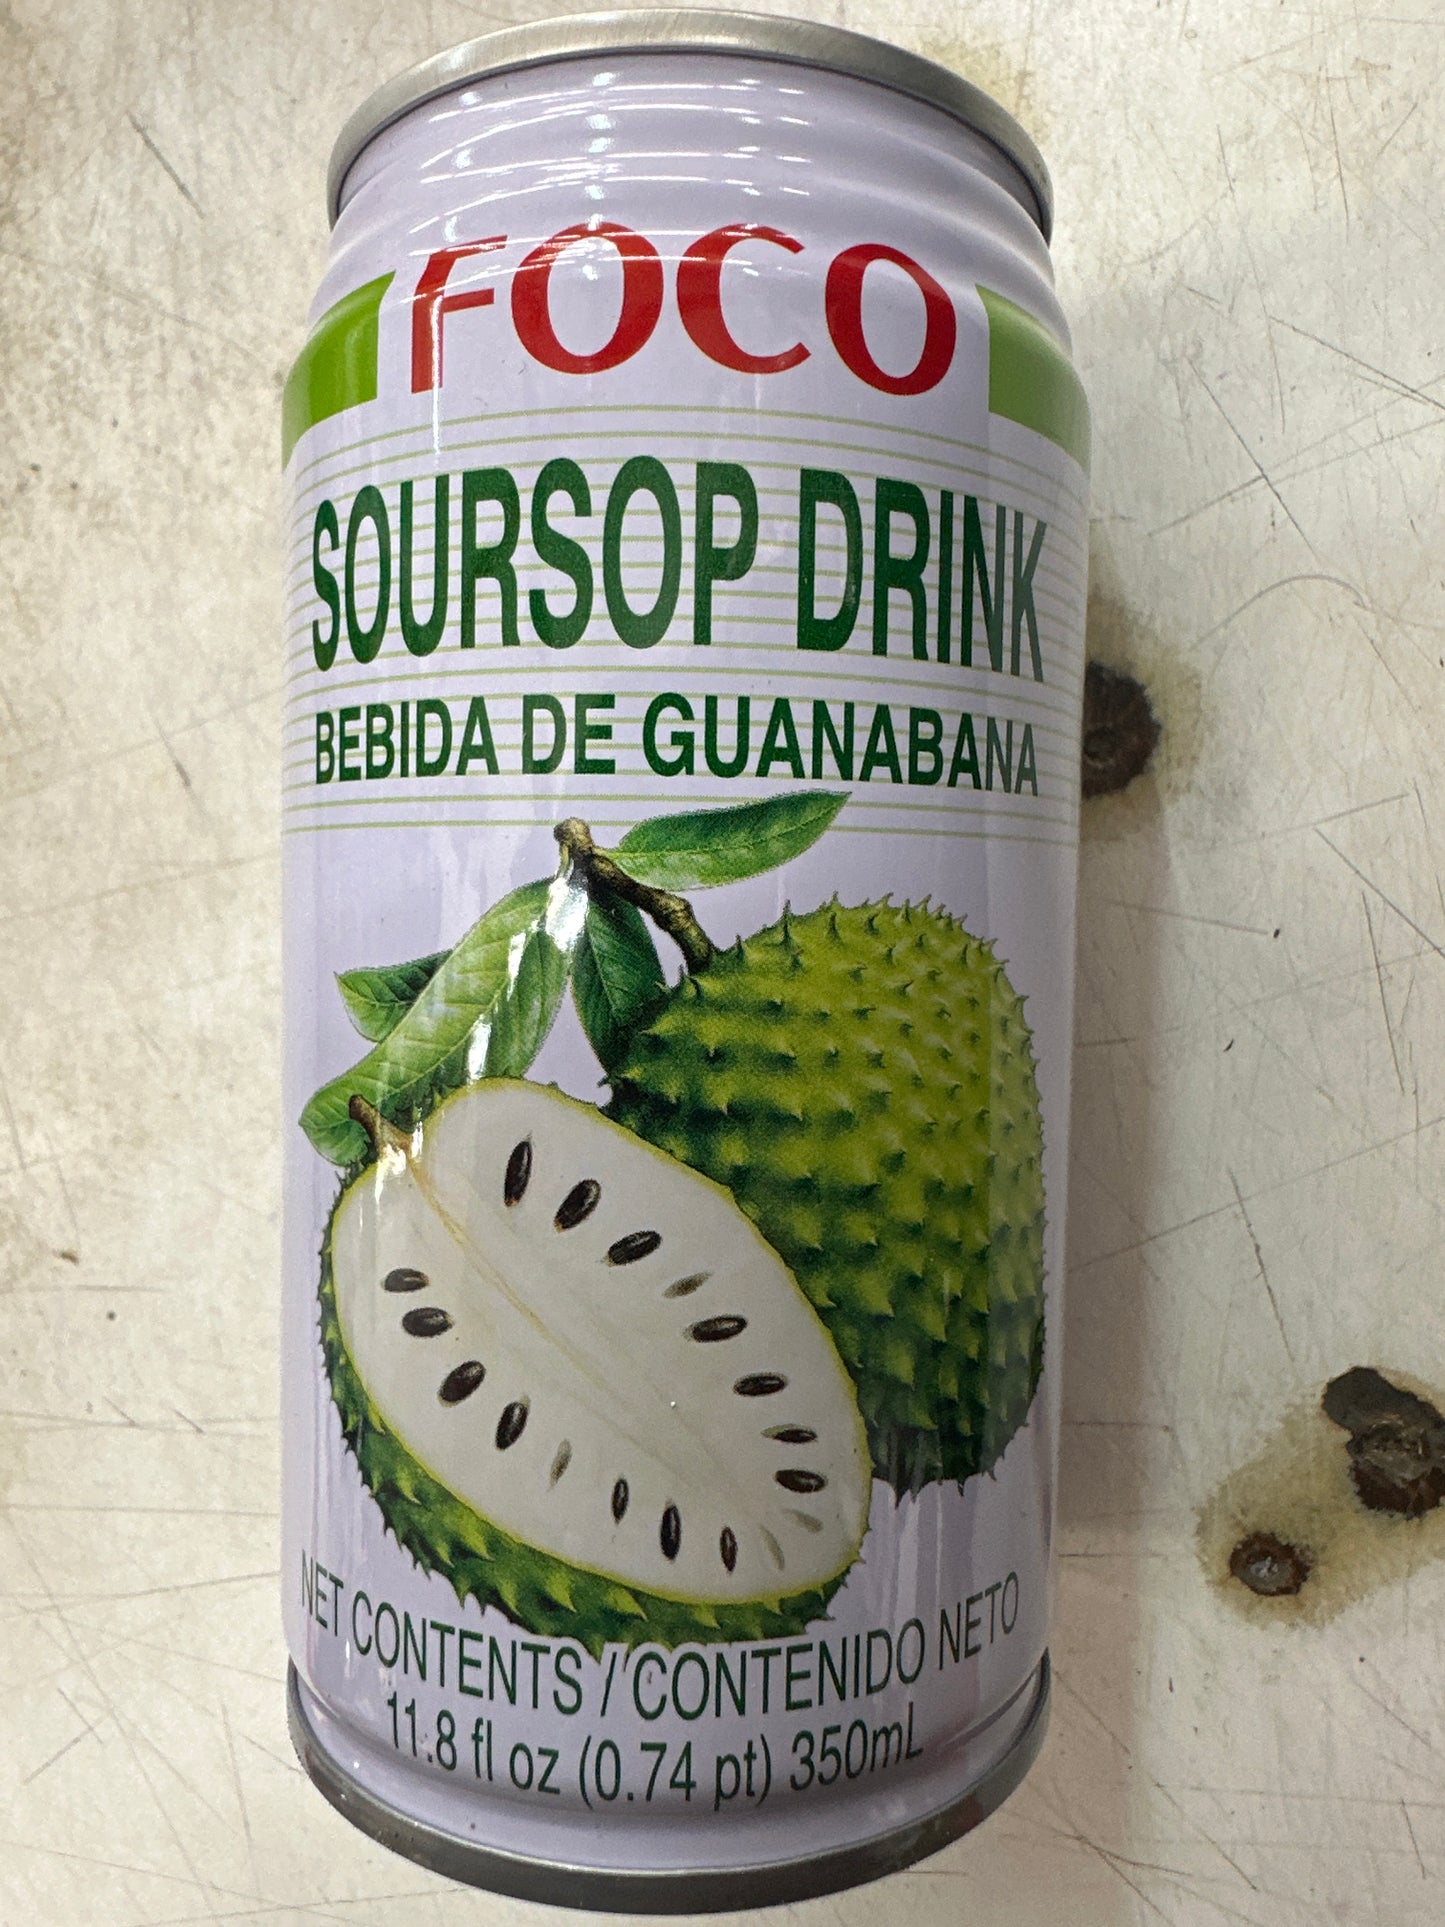 FOCO
SOURSOP DRINK
BEBIDA DE GUANABANA
NET CONTENTS / CONTENIDO NETO
11.8 fl oz (0.74 pt) 350mL